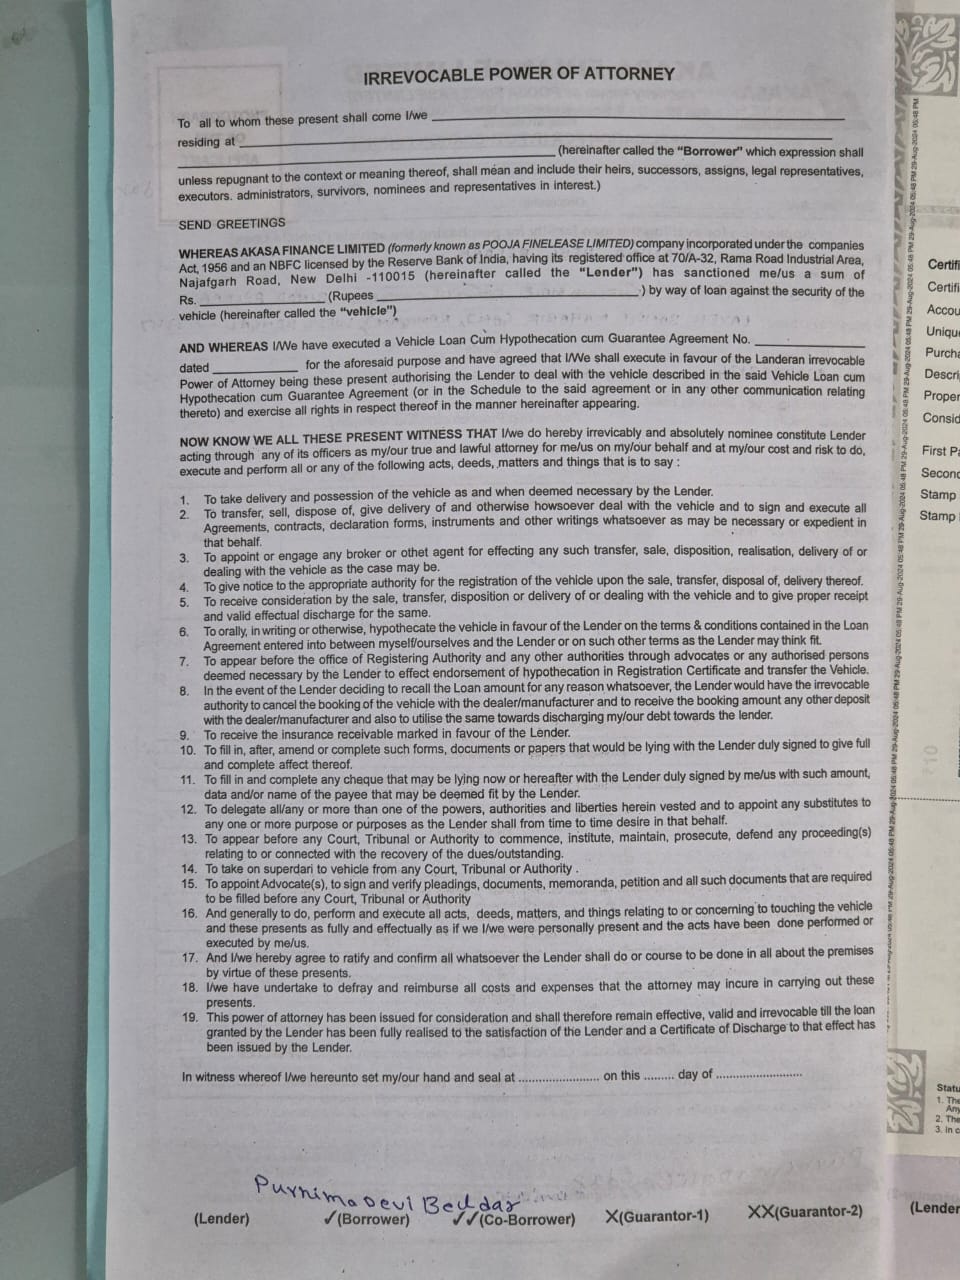 IRREVOCABLE POWER OF ATTORNEY
To all to whom these present shall come I/we
residing at
(hereinafter called the "Borrower" which expression shall
unless repugnant to the context or meaning thereof, shall mean and include their heirs, successors, assigns, legal representatives,
executors. administrators, survivors, nominees and representatives in interest.)
SEND GREETINGS
WHEREAS AKASA FINANCE LIMITED (formerly known as POOJA FINELEASE LIMITED) company incorporated under the companies
Act, 1956 and an NBFC licensed by the Reserve Bank of India, having its registered office at 70/A-32, Rama Road Industrial Area,
Najafgarh Road, New Delhi -110015 (hereinafter called the "Lender") has sanctioned me/us a sum of
Rs. (Rupees ) by way of loan against the security of the
vehicle (hereinafter called the "vehicle")
AND WHEREAS I/We have executed a Vehicle Loan Cum Hypothecation cum Guarantee Agreement No.
dated for the aforesaid purpose and have agreed that I/We shall execute in favour of the Landeran irrevocable
Power of Attorney being these present authorising the Lender to deal with the vehicle described in the said Vehicle Loan cum
Hypothecation cum Guarantee Agreement (or in the Schedule to the said agreement or in any other communication relating
thereto) and exercise all rights in respect thereof in the manner hereinafter appearing.
NOW KNOW WE ALL THESE PRESENT WITNESS THAT I/we do hereby irrevicably and absolutely nominee constitute Lender
acting through any of its officers as my/our true and lawful attorney for me/us on my/our behalf and at my/our cost and risk to do,
execute and perform all or any of the following acts, deeds, matters and things that is to say :
1. To take delivery and possession of the vehicle as and when deemed necessary by the Lender.
2. To transfer, sell, dispose of, give delivery of and otherwise howsoever deal with the vehicle and to sign and execute all
Agreements, contracts, declaration forms, instruments and other writings whatsoever as may be necessary or expedient in
that behalf.
3. To appoint or engage any broker or othet agent for effecting any such transfer, sale, disposition, realisation, delivery of or
dealing with the vehicle as the case may be.
4. To give notice to the appropriate authority for the registration of the vehicle upon the sale, transfer, disposal of, delivery thereof.
5. To receive consideration by the sale, transfer, disposition or delivery of or dealing with the vehicle and to give proper receipt
and valid effectual discharge for the same.
6. To orally, in writing or otherwise, hypothecate the vehicle in favour of the Lender on the terms & conditions contained in the Loan
Agreement entered into between myself/ourselves and the Lender or on such other terms as the Lender may think fit.
7. To appear before the office of Registering Authority and any other authorities through advocates or any authorised persons
deemed necessary by the Lender to effect endorsement of hypothecation in Registration Certificate and transfer the Vehicle.
8. In the event of the Lender deciding to recall the Loan amount for any reason whatsoever, the Lender would have the irrevocable
authority to cancel the booking of the vehicle with the dealer/manufacturer and to receive the booking amount any other deposit
with the dealer/manufacturer and also to utilise the same towards discharging my/our debt towards the lender.
9. To receive the insurance receivable marked in favour of the Lender.
10. To fill in, after, amend or complete such forms, documents or papers that would be lying with the Lender duly signed to give full
and complete affect thereof.
11. To fill in and complete any cheque that may be lying now or hereafter with the Lender duly signed by me/us with such amount,
data and/or name of the payee that may be deemed fit by the Lender.
12. To delegate all/any or more than one of the powers, authorities and liberties herein vested and to appoint any substitutes to
any one or more purpose or purposes as the Lender shall from time to time desire in that behalf.
13. To appear before any Court, Tribunal or Authority to commence, institute, maintain, prosecute, defend any proceeding(s)
relating to or connected with the recovery of the dues/outstanding.
14. To take on superdari to vehicle from any Court, Tribunal or Authority .
15. To appoint Advocate(s), to sign and verify pleadings, documents, memoranda, petition and all such documents that are required
to be filled before any Court, Tribunal or Authority
16. And generally to do, perform and execute all acts, deeds, matters, and things relating to or concerning to touching the vehicle
and these presents as fully and effectually as if we I/we were personally present and the acts have been done performed or
executed by me/us.
17. And I/we hereby agree to ratify and confirm all whatsoever the Lender shall do or course to be done in all about the premises
by virtue of these presents.
18. I/we have undertake to defray and reimburse all costs and expenses that the attorney may incure in carrying out these
presents.
19. This power of attorney has been issued for consideration and shall therefore remain effective, valid and irrevocable till the loan
granted by the Lender has been fully realised to the satisfaction of the Lender and a Certificate of Discharge to that effect has
been issued by the Lender.
In witness whereof I/we hereunto set my/our hand and seal at ........................ on this ......... day of ..........................
Purnima Devi Beldar
(Lender) ✓(Borrower) ✓✓(Co-Borrower) X(Guarantor-1) XX(Guarantor-2)
29-Aug-2024 05:48 PM
Certifi
Certifi
Accou
Uniqu
Purcha
Descri
Proper
Consid
First Pa
Second
Stamp
Stamp
Statu
1. The
Any
2. The
3. In c
(Lender